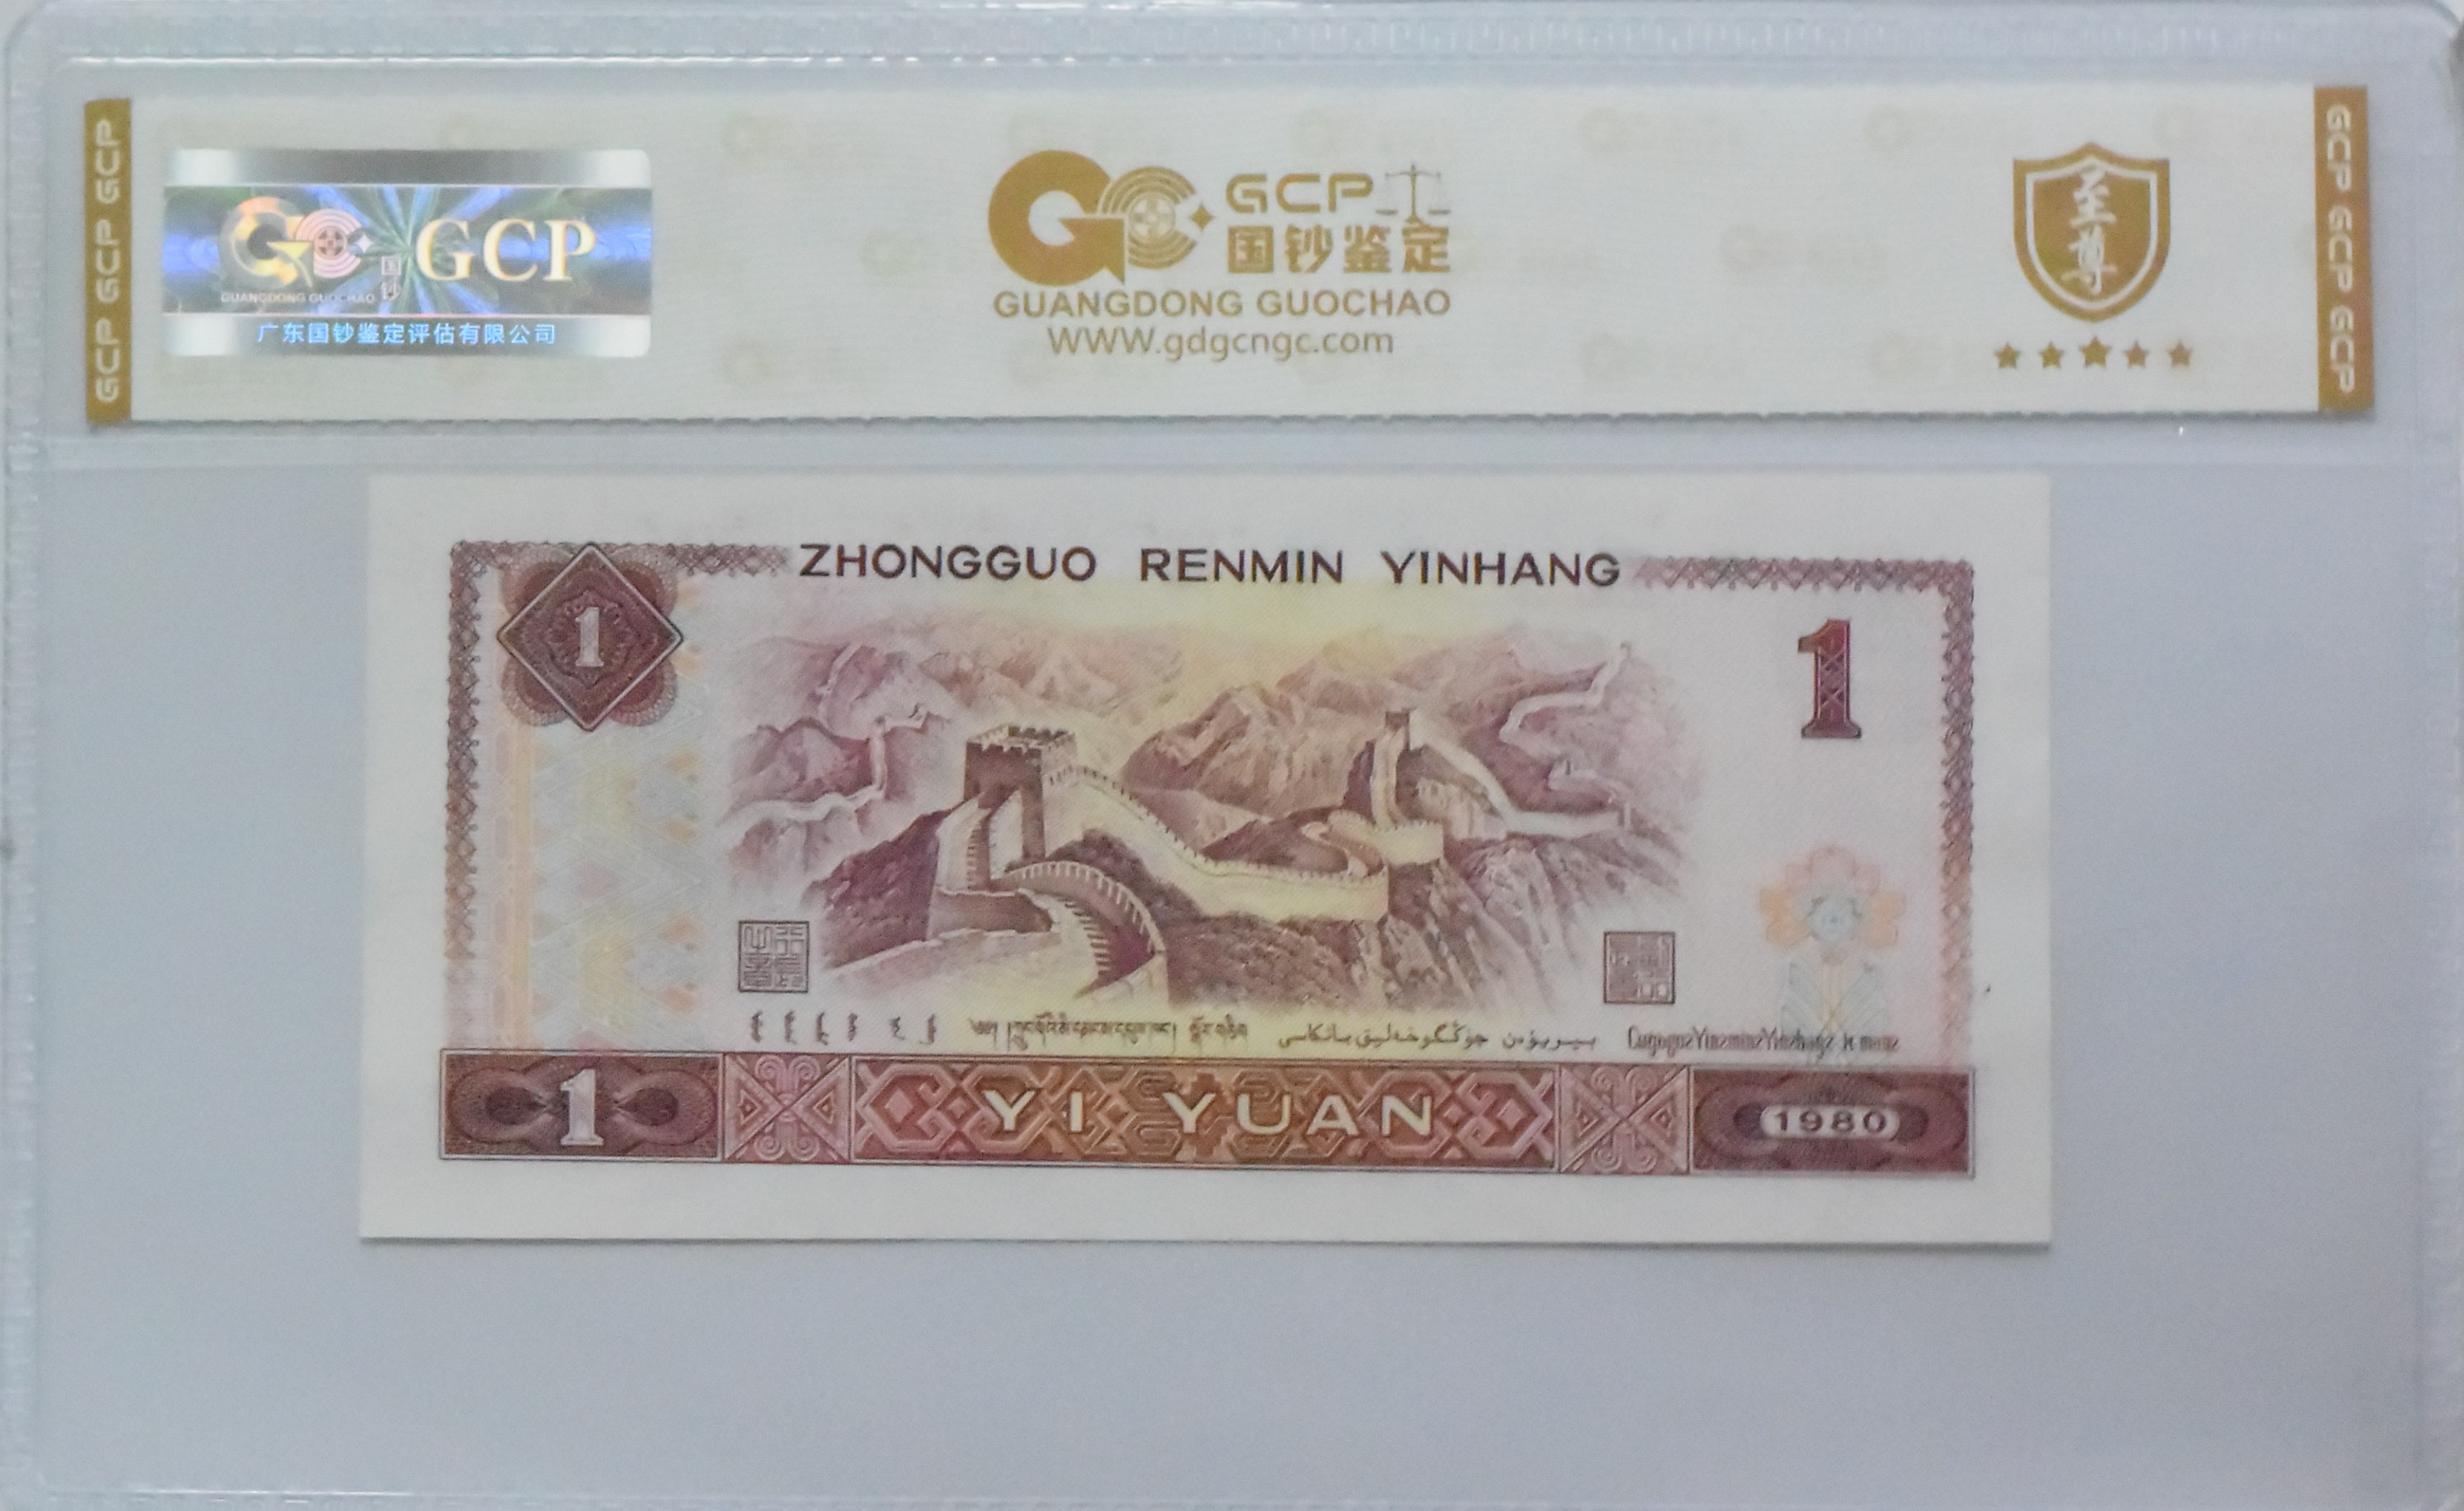 GCP GCP GCP
GCP
国钞
GUANGDONG GUOCHAO
广东国钞鉴定评估有限公司
GCP
国钞鉴定
GUANGDONG GUOCHAO
WWW.gdgcngc.com
至尊
GCP GCP GCP
ZHONGGUO RENMIN YINHANG
1
1
1
YI YUAN
1980